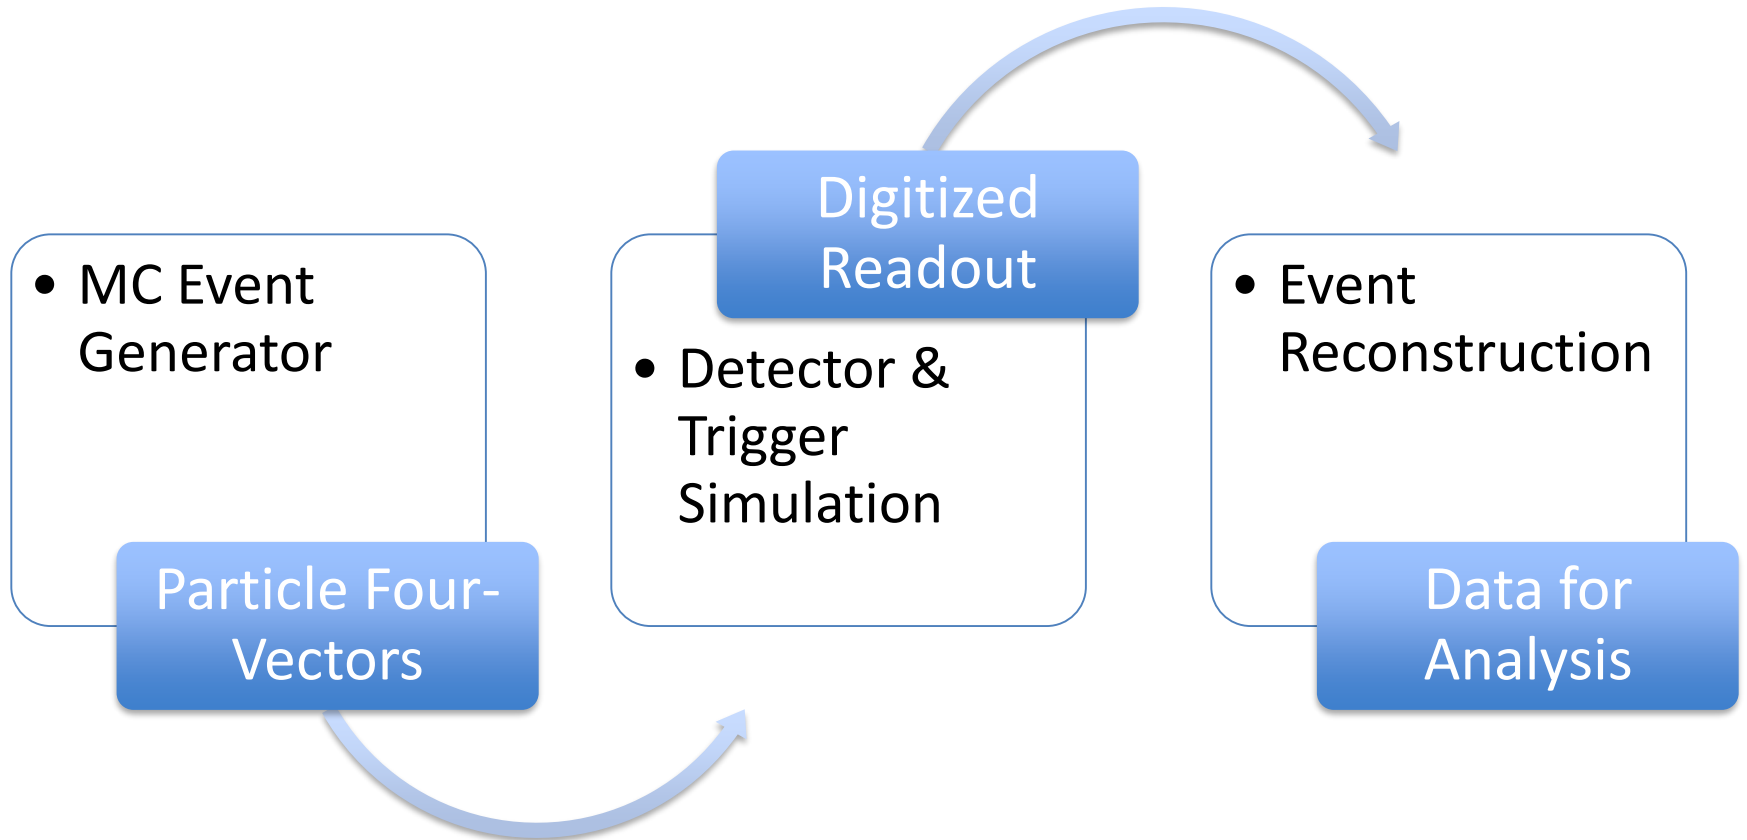 • MC Event
Generator
Particle Four-
Vectors
Digitized
Readout
• Detector &
Trigger
Simulation
• Event
Reconstruction
Data for
Analysis